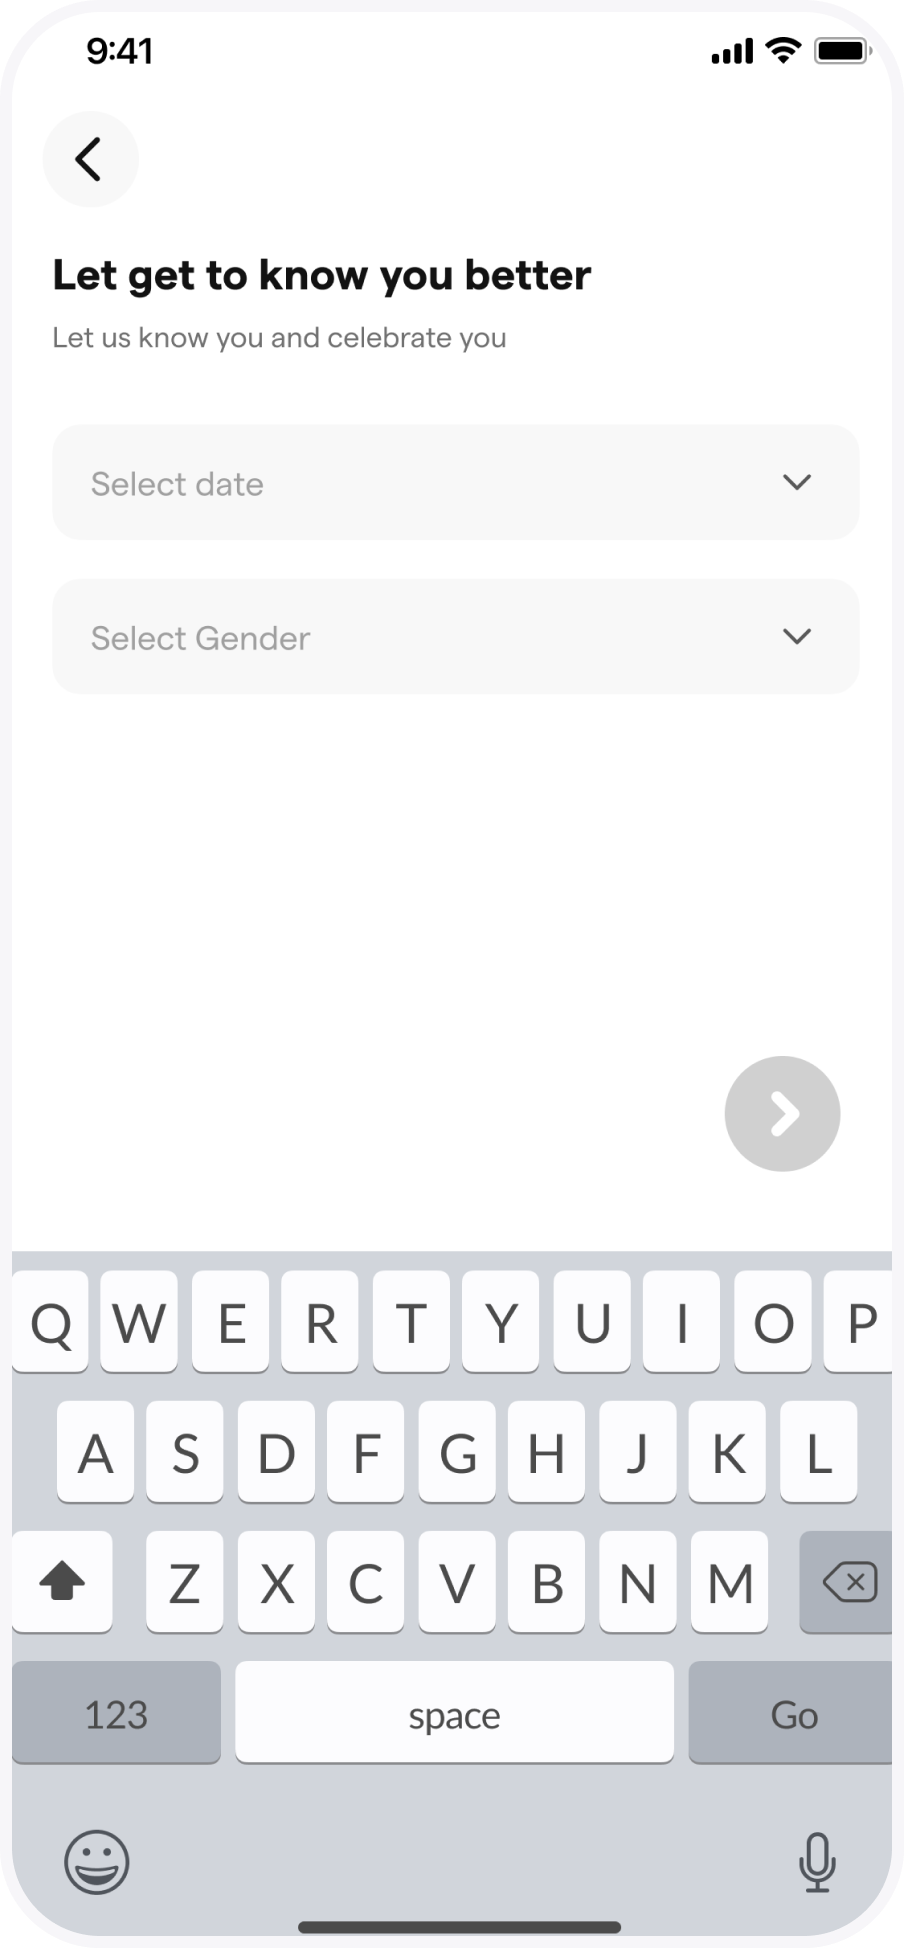 9:41
Let get to know you better
Let us know you and celebrate you
Select date
Select Gender
Q W E R T Y U I O P
A S D F G H J K L
Z X C V B N M
123 space Go